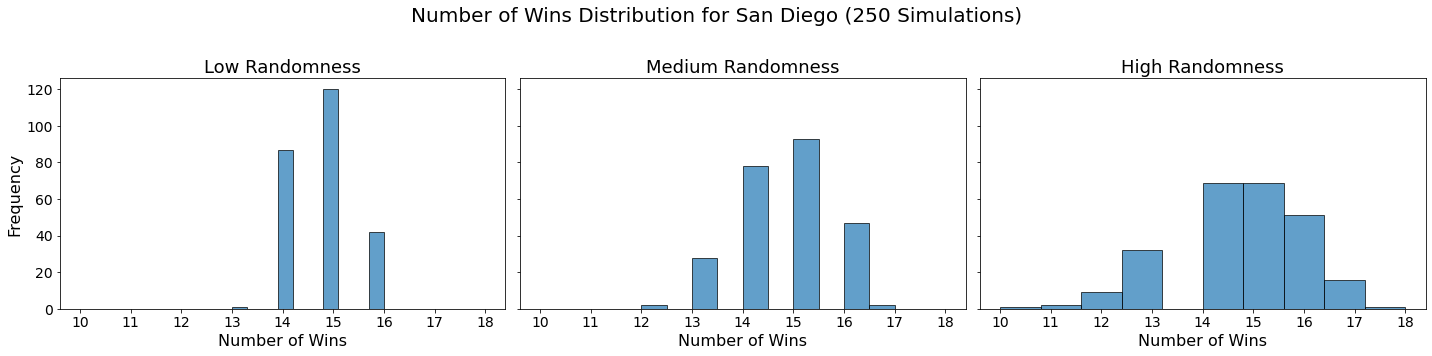 Number of Wins Distribution for San Diego (250 Simulations)
Low Randomness
Medium Randomness
High Randomness
120
100
80
60
40
20
0
Frequency
10 11 12 13 14 15 16 17 18
10 11 12 13 14 15 16 17 18
10 11 12 13 14 15 16 17 18
Number of Wins
Number of Wins
Number of Wins